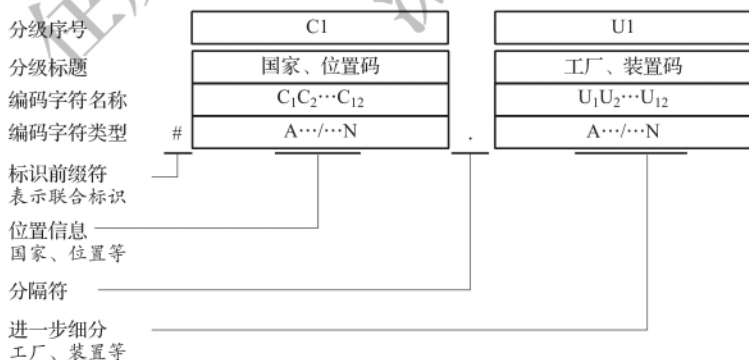 分级序号 C1 U1
分级标题 国家、位置码 工厂、装置码
编码字符名称 C₁C₂…C₁₂ U₁U₂…U₁₂
编码字符类型 # A…/…N . A…/…N
标识前缀符
表示联合标识
位置信息
国家、位置等
分隔符
进一步细分
工厂、装置等